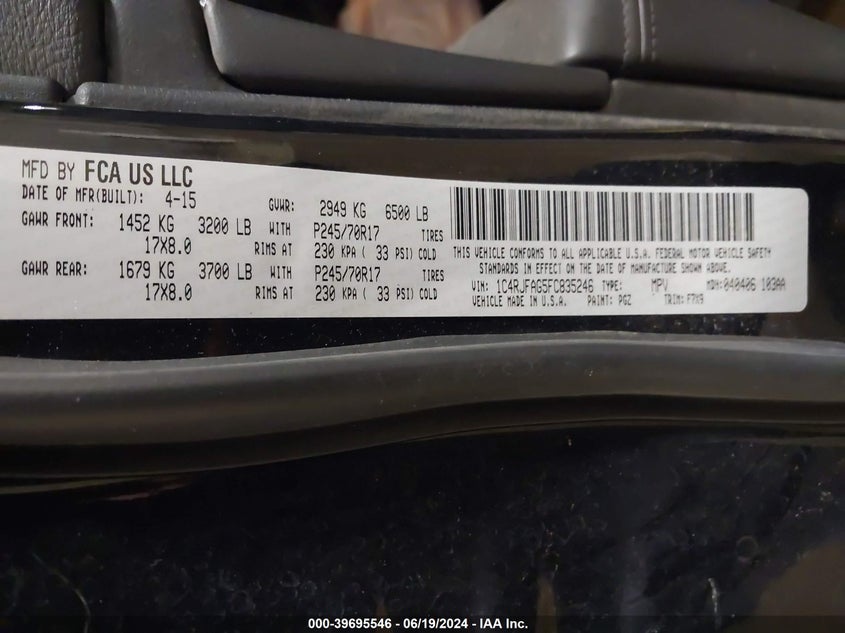 MFD BY FCA US LLC
DATE OF MFR(BUILT): 4-15 GVWR: 2949 KG 6500 LB
GAWR FRONT: 1452 KG 3200 LB WITH P245/70R17 TIRES
17X8.0 RIMS AT 230 KPA ( 33 PSI) COLD
GAWR REAR: 1679 KG 3700 LB WITH P245/70R17 TIRES
17X8.0 RIMS AT 230 KPA ( 33 PSI) COLD
THIS VEHICLE CONFORMS TO ALL APPLICABLE U.S.A. FEDERAL MOTOR VEHICLE SAFETY
STANDARDS IN EFFECT ON THE DATE OF MANUFACTURE SHOWN ABOVE.
VIN: 1C4RJFAG5FC835246 TYPE: MPV MDH: 040406 103AA
VEHICLE MADE IN U.S.A. PAINT: PGZ TRIM: F7X9
000-39695546 - 06/19/2024 - IAA Inc.